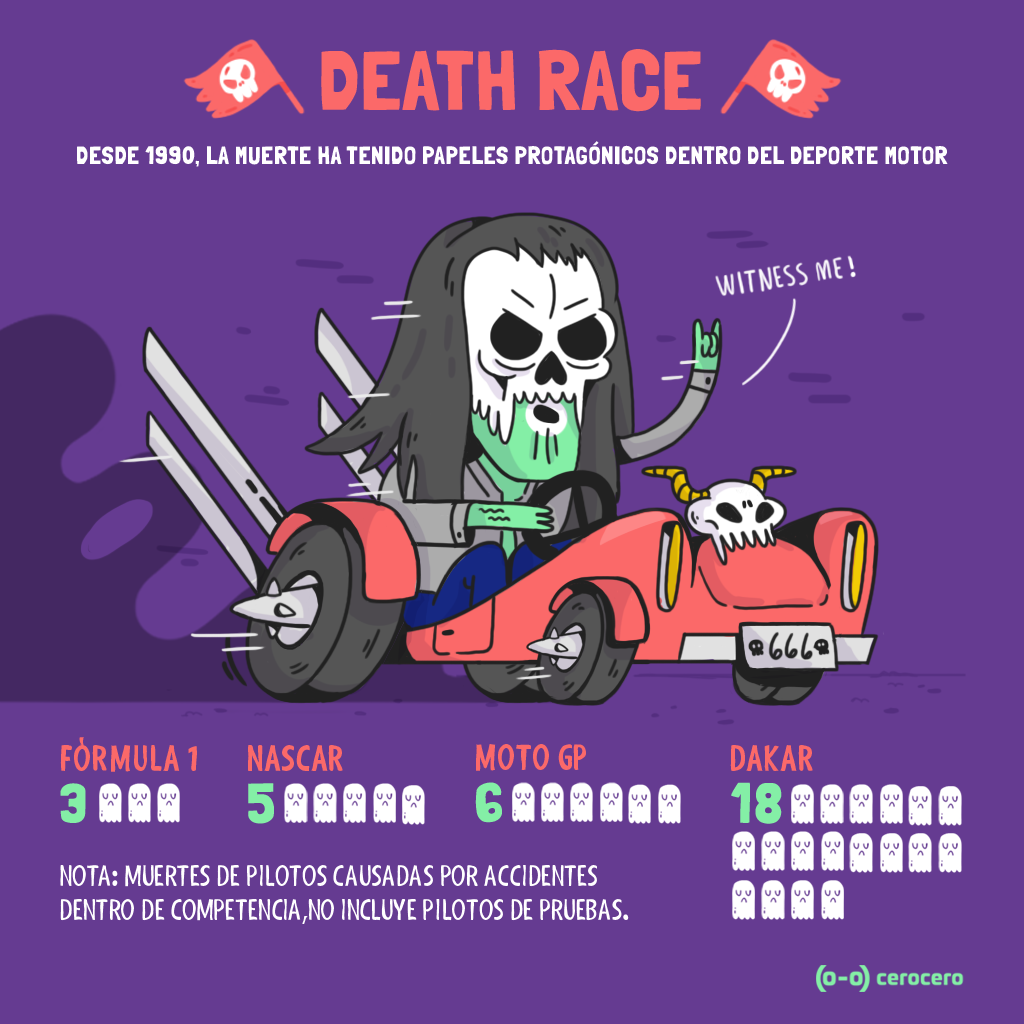 DEATH RACE
DESDE 1990, LA MUERTE HA TENIDO PAPELES PROTAGÓNICOS DENTRO DEL DEPORTE MOTOR
WITNESS ME!
666
FÒRMULA 1
3
NASCAR
5
MOTO GP
6
DAKAR
18
NOTA: MUERTES DE PILOTOS CAUSADAS POR ACCIDENTES
DENTRO DE COMPETENCIA,NO INCLUYE PILOTOS DE PRUEBAS.
(o-o) cerocero